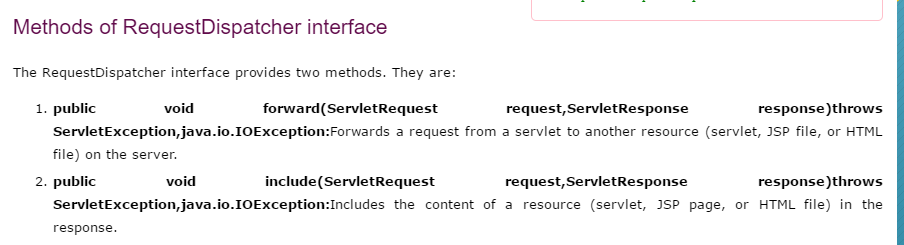 Methods of RequestDispatcher interface
The RequestDispatcher interface provides two methods. They are:
1. public void forward(ServletRequest request,ServletResponse response)throws
ServletException,java.io.IOException:Forwards a request from a servlet to another resource (servlet, JSP file, or HTML
file) on the server.
2. public void include(ServletRequest request,ServletResponse response)throws
ServletException,java.io.IOException:Includes the content of a resource (servlet, JSP page, or HTML file) in the
response.